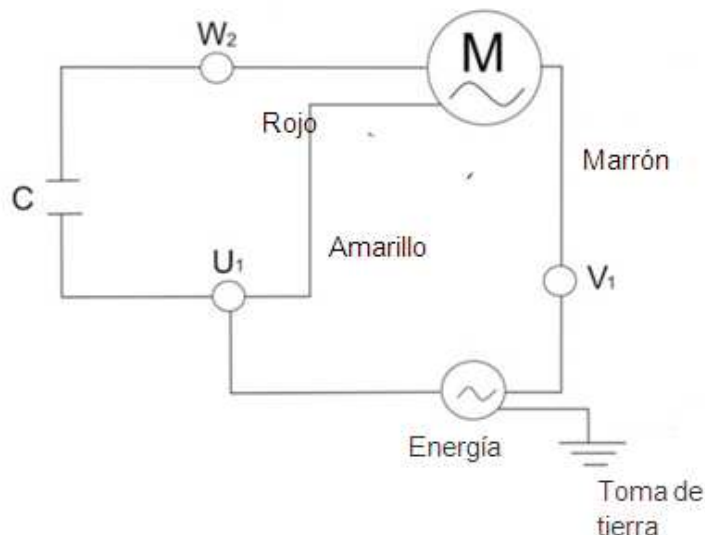 W₂
M
Rojo
Marrón
C
Amarillo
U₁
V₁
Energía
Toma de
tierra